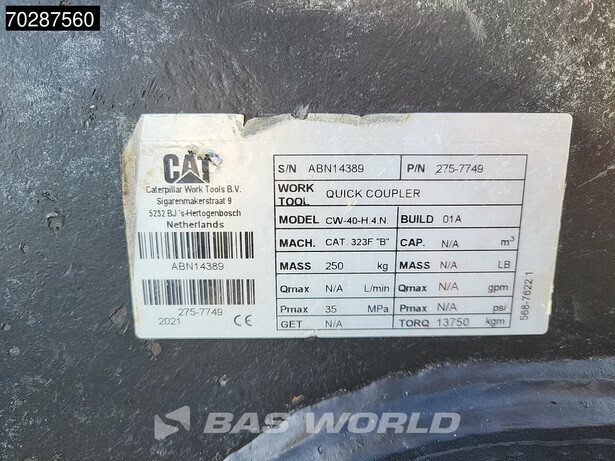 70287560
CAT
Caterpillar Work Tools B.V.
Sigarenmakerstraat 9
5232 BJ 's-Hertogenbosch
Netherlands
ABN14389
275-7749
2021 CE
S/N ABN14389 P/N 275-7749
WORK TOOL QUICK COUPLER
MODEL CW-40-H.4.N. BUILD 01A
MACH. CAT. 323F "B" CAP. N/A m³
MASS 250 kg MASS N/A LB
Qmax N/A L/min Qmax N/A gpm
Pmax 35 MPa Pmax N/A psi
GET N/A TORQ 13750 kgm
568-7622 1
BAS WORLD